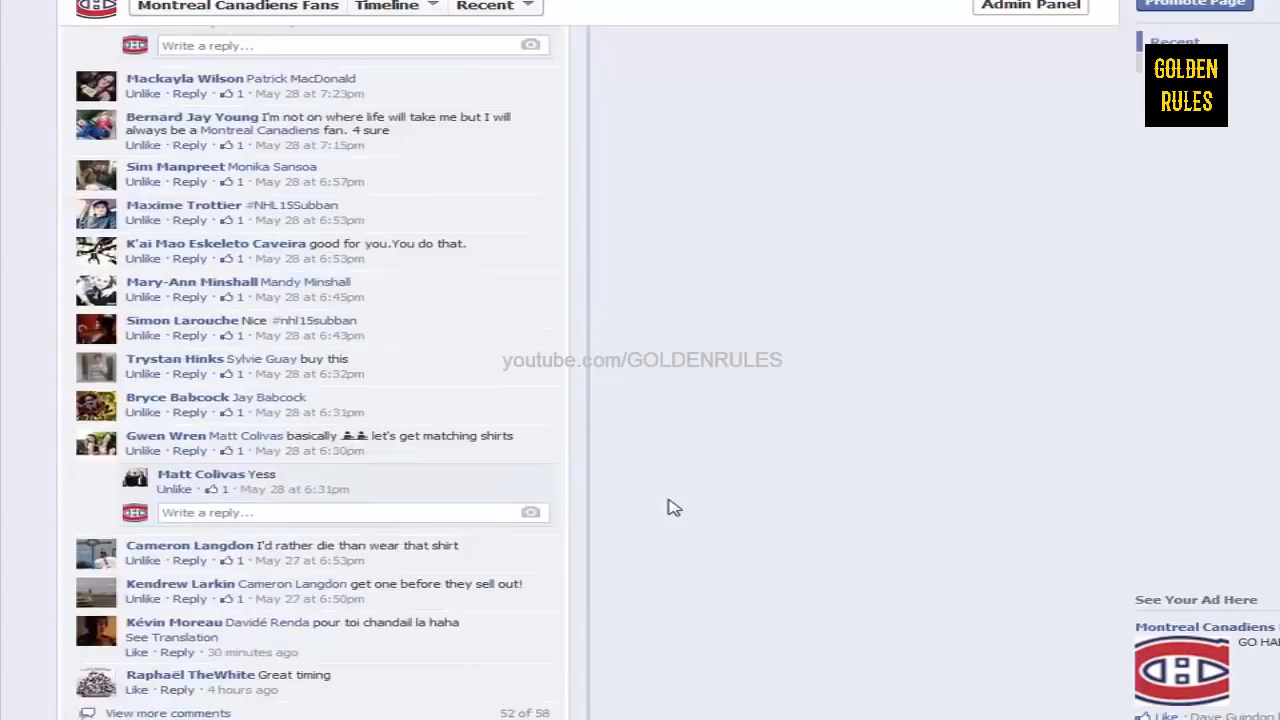 Montreal Canadiens Fans Timeline Recent Admin Panel
Promote Page
Recent
GOLDEN
RULES
Write a reply...
Mackayla Wilson Patrick MacDonald
Unlike · Reply · 1 · May 28 at 7:23pm
Bernard Jay Young I'm not on where life will take me but I will
always be a Montreal Canadiens fan. 4 sure
Unlike · Reply · 1 · May 28 at 7:15pm
Sim Manpreet Monika Sansoa
Unlike · Reply · 1 · May 28 at 6:57pm
Maxime Trottier #NHL15Subban
Unlike · Reply · 1 · May 28 at 6:53pm
K'ai Mao Eskeleto Caveira good for you.You do that.
Unlike · Reply · 1 · May 28 at 6:53pm
Mary-Ann Minshall Mandy Minshall
Unlike · Reply · 1 · May 28 at 6:45pm
Simon Larouche Nice #nhl15subban
Unlike · Reply · 1 · May 28 at 6:43pm
Trystan Hinks Sylvie Guay buy this
Unlike · Reply · 1 · May 28 at 6:32pm
youtube.com/GOLDENRULES
Bryce Babcock Jay Babcock
Unlike · Reply · 1 · May 28 at 6:31pm
Gwen Wren Matt Colivas basically let's get matching shirts
Unlike · Reply · 1 · May 28 at 6:30pm
Matt Colivas Yess
Unlike · 1 · May 28 at 6:31pm
Write a reply...
Cameron Langdon I'd rather die than wear that shirt
Unlike · Reply · 1 · May 27 at 6:53pm
Kendrew Larkin Cameron Langdon get one before they sell out!
Unlike · Reply · 1 · May 27 at 6:50pm
Kévin Moreau Davidé Renda pour toi chandail la haha
See Translation
Like · Reply · 30 minutes ago
Raphaël TheWhite Great timing
Like · Reply · 4 hours ago
View more comments 52 of 58
See Your Ad Here
Montreal Canadiens
GO HA
Like · Dave Guindon